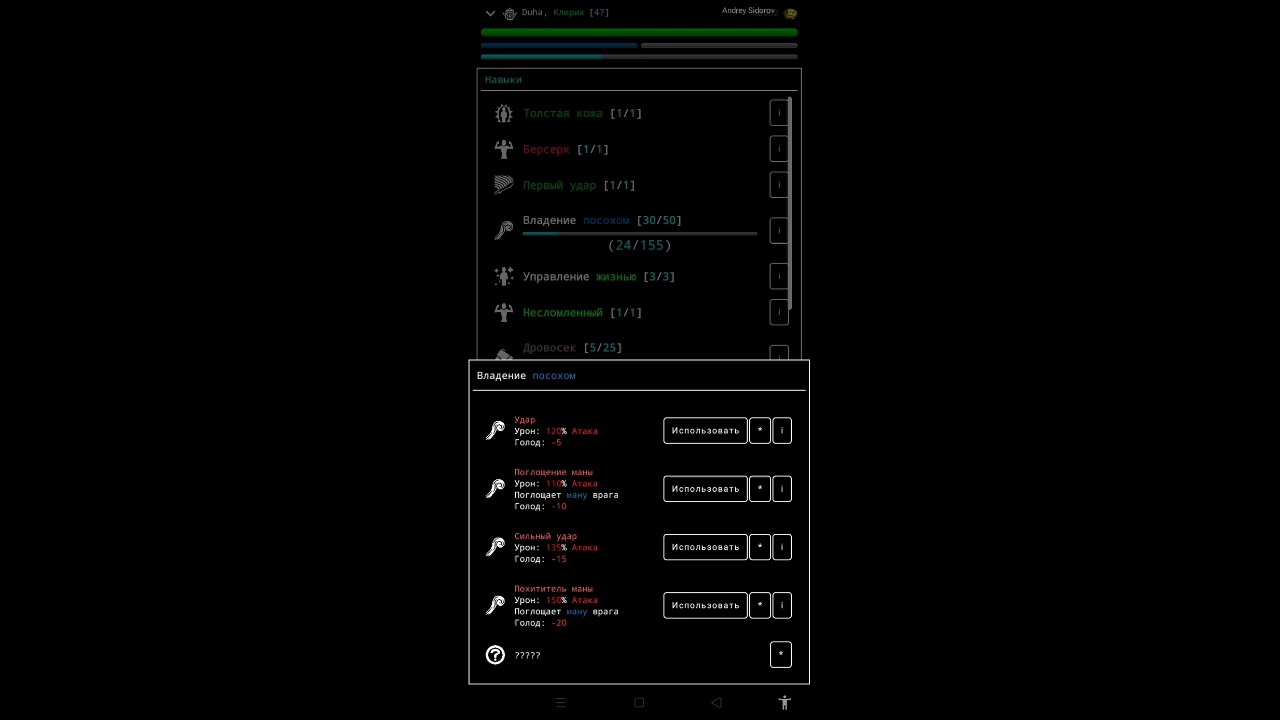 Duha, Клирик [47]
Andrey Sidorov
Навыки
Толстая кожа [1/1]
i
Берсерк [1/1]
i
Первый удар [1/1]
i
Владение посохом [30/50]
i
(24/155)
Управление жизнью [3/3]
i
Несломленный [1/1]
i
Дровосек [5/25]
i
Владение посохом
Удар
Урон: 120% Атака
Голод: -5
Использовать * i
Поглощение маны
Урон: 110% Атака
Поглощает ману врага
Голод: -10
Использовать * i
Сильный удар
Урон: 135% Атака
Голод: -15
Использовать * i
Похититель маны
Урон: 150% Атака
Поглощает ману врага
Голод: -20
Использовать * i
????? *